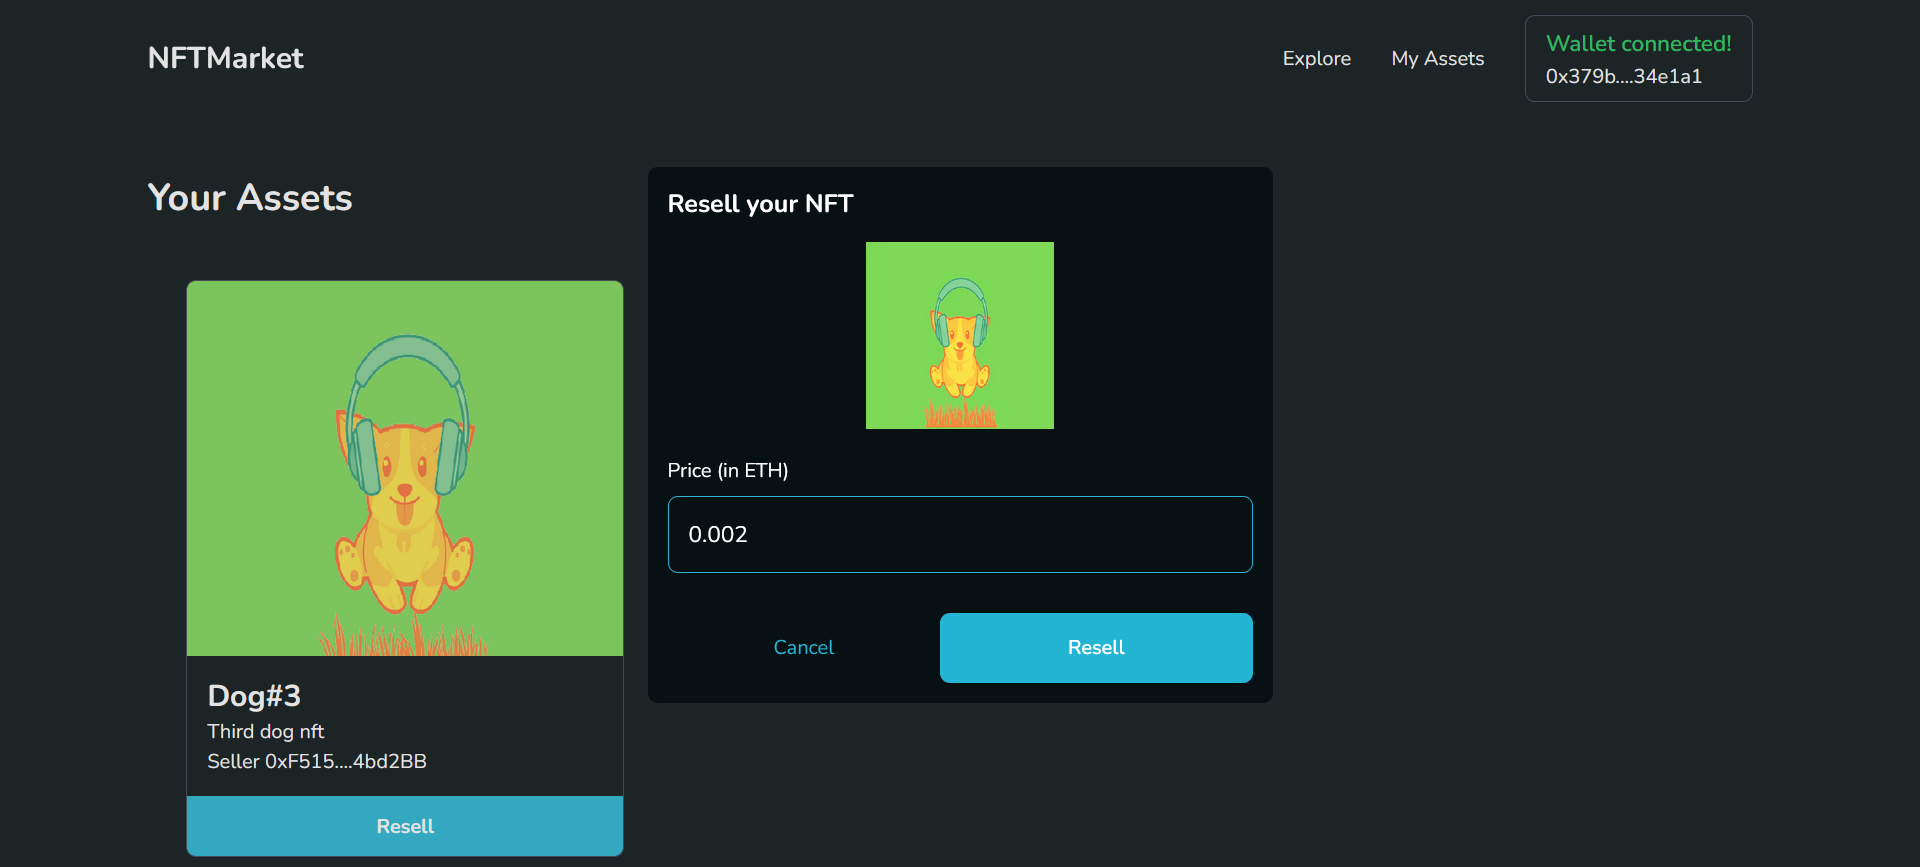 NFTMarket
Explore
My Assets
Wallet connected!
0x379b....34e1a1
Your Assets
Dog#3
Third dog nft
Seller 0xF515....4bd2BB
Resell
Resell your NFT
Price (in ETH)
0.002
Cancel
Resell